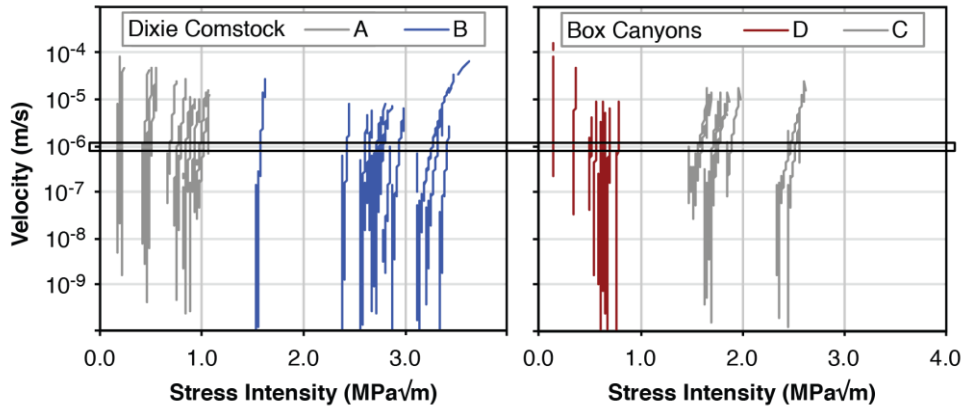 Dixie Comstock A B
Box Canyons D C
Velocity (m/s)
10-4
10-5
10-6
10-7
10-8
10-9
0.0 1.0 2.0 3.0
0.0 1.0 2.0 3.0 4.0
Stress Intensity (MPa√m)
Stress Intensity (MPa√m)